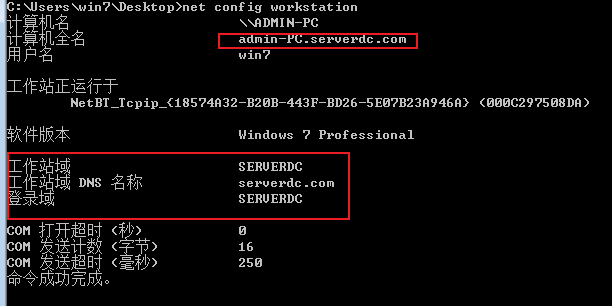 C:\Users\win7\Desktop>net config workstation
计算机名 \\ADMIN-PC
计算机全名 admin-PC.serverdc.com
用户名 win7
工作站正运行于
NetBT_Tcpip_{18574A32-B20B-443F-BD26-5E07B23A946A} (000C297508DA)
软件版本 Windows 7 Professional
工作站域 SERVERDC
工作站域 DNS 名称 serverdc.com
登录域 SERVERDC
COM 打开超时 (秒) 0
COM 发送计数 (字节) 16
COM 发送超时 (毫秒) 250
命令成功完成。